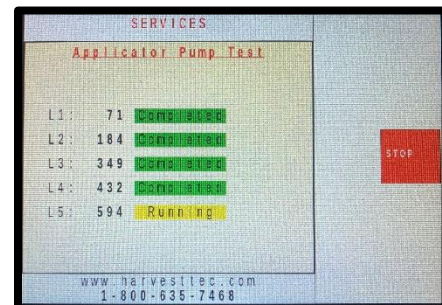 SERVICES
Applicator Pump Test
L1: 71 Completed
L2: 184 Completed
L3: 349 Completed
L4: 432 Completed
L5: 594 Running
STOP
www.harvesttec.com
1-800-635-7468